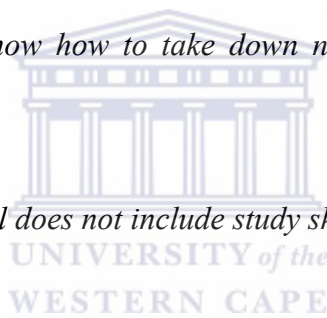 now how to take down n
l does not include study sk
UNIVERSITY of the
WESTERN CAPE